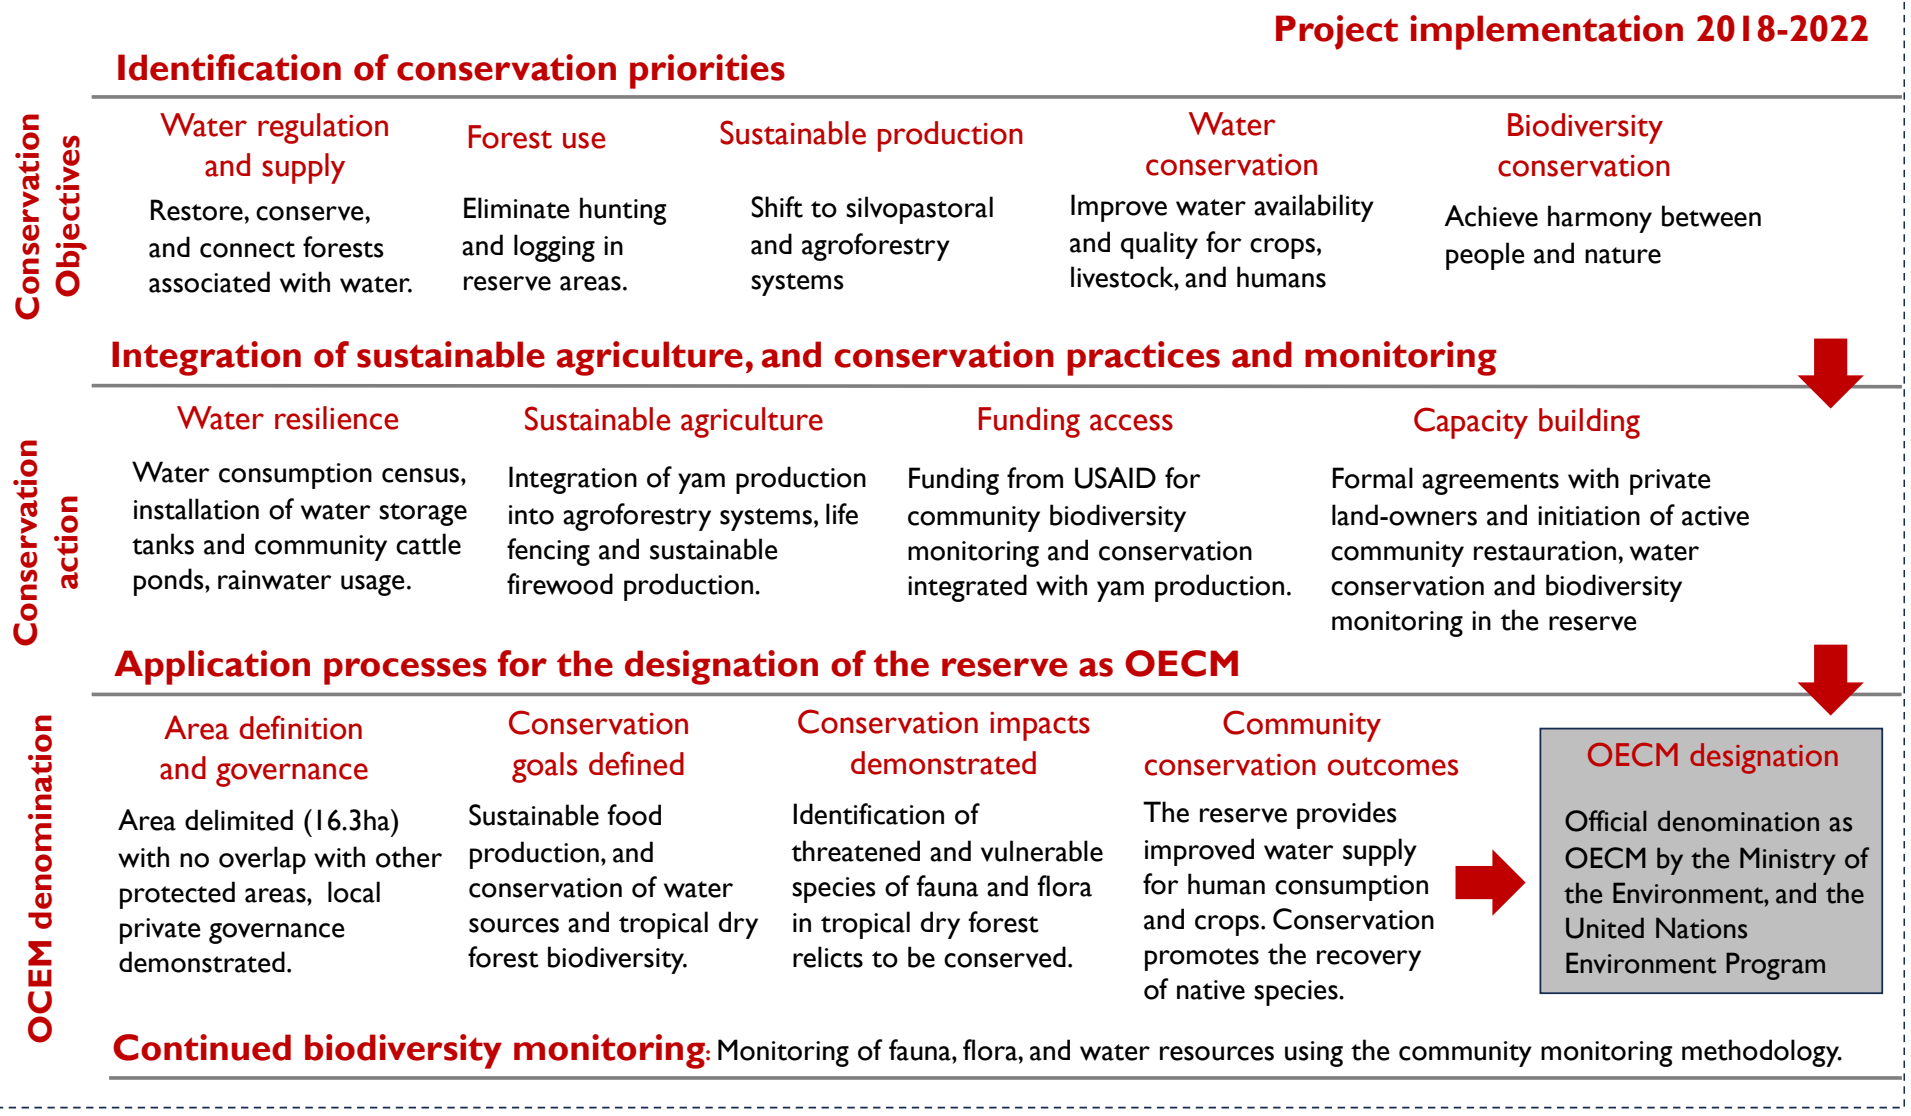 Project implementation 2018-2022
Identification of conservation priorities
Conservation
Objectives
Water regulation
and supply
Restore, conserve,
and connect forests
associated with water.
Forest use
Eliminate hunting
and logging in
reserve areas.
Sustainable production
Shift to silvopastoral
and agroforestry
systems
Water
conservation
Improve water availability
and quality for crops,
livestock, and humans
Biodiversity
conservation
Achieve harmony between
people and nature
Integration of sustainable agriculture, and conservation practices and monitoring
Conservation
action
Water resilience
Water consumption census,
installation of water storage
tanks and community cattle
ponds, rainwater usage.
Sustainable agriculture
Integration of yam production
into agroforestry systems, life
fencing and sustainable
firewood production.
Funding access
Funding from USAID for
community biodiversity
monitoring and conservation
integrated with yam production.
Capacity building
Formal agreements with private
land-owners and initiation of active
community restauration, water
conservation and biodiversity
monitoring in the reserve
Application processes for the designation of the reserve as OECM
OCEM denomination
Area definition
and governance
Area delimited (16.3ha)
with no overlap with other
protected areas, local
private governance
demonstrated.
Conservation
goals defined
Sustainable food
production, and
conservation of water
sources and tropical dry
forest biodiversity.
Conservation impacts
demonstrated
Identification of
threatened and vulnerable
species of fauna and flora
in tropical dry forest
relicts to be conserved.
Community
conservation outcomes
The reserve provides
improved water supply
for human consumption
and crops. Conservation
promotes the recovery
of native species.
OECM designation
Official denomination as
OECM by the Ministry of
the Environment, and the
United Nations
Environment Program
Continued biodiversity monitoring: Monitoring of fauna, flora, and water resources using the community monitoring methodology.